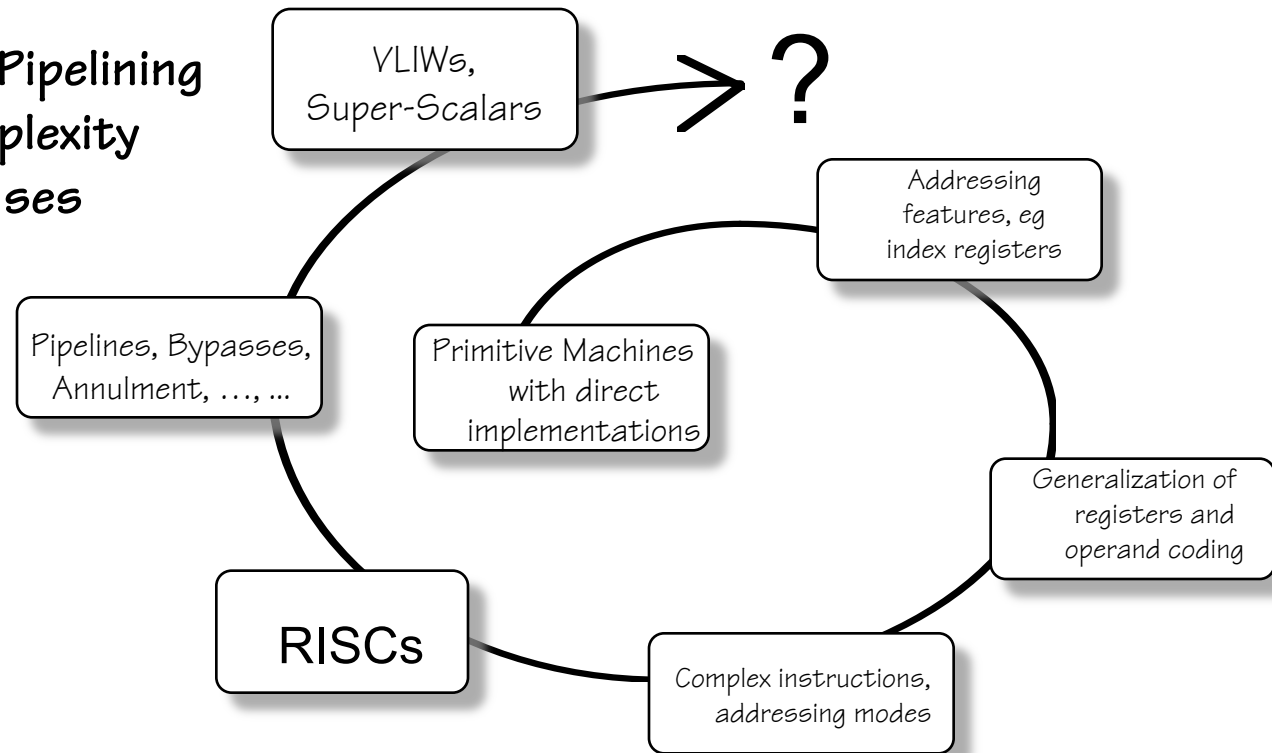 Pipelining
plexity
ses
VLIWs,
Super-Scalars
?
Addressing
features, eg
index registers
Pipelines, Bypasses,
Annulment, ..., ...
Primitive Machines
with direct
implementations
Generalization of
registers and
operand coding
RISCs
Complex instructions,
addressing modes